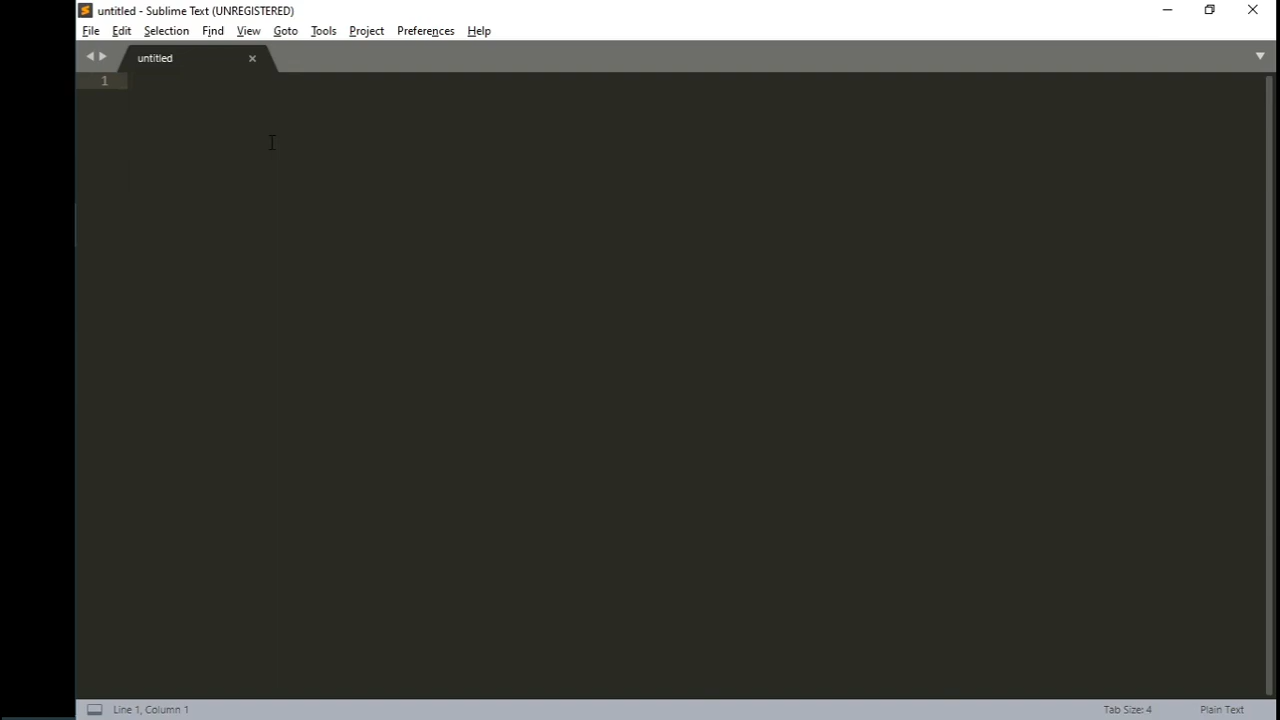 untitled - Sublime Text (UNREGISTERED)
File Edit Selection Find View Goto Tools Project Preferences Help
untitled
1
Line 1, Column 1 Tab Size: 4 Plain Text